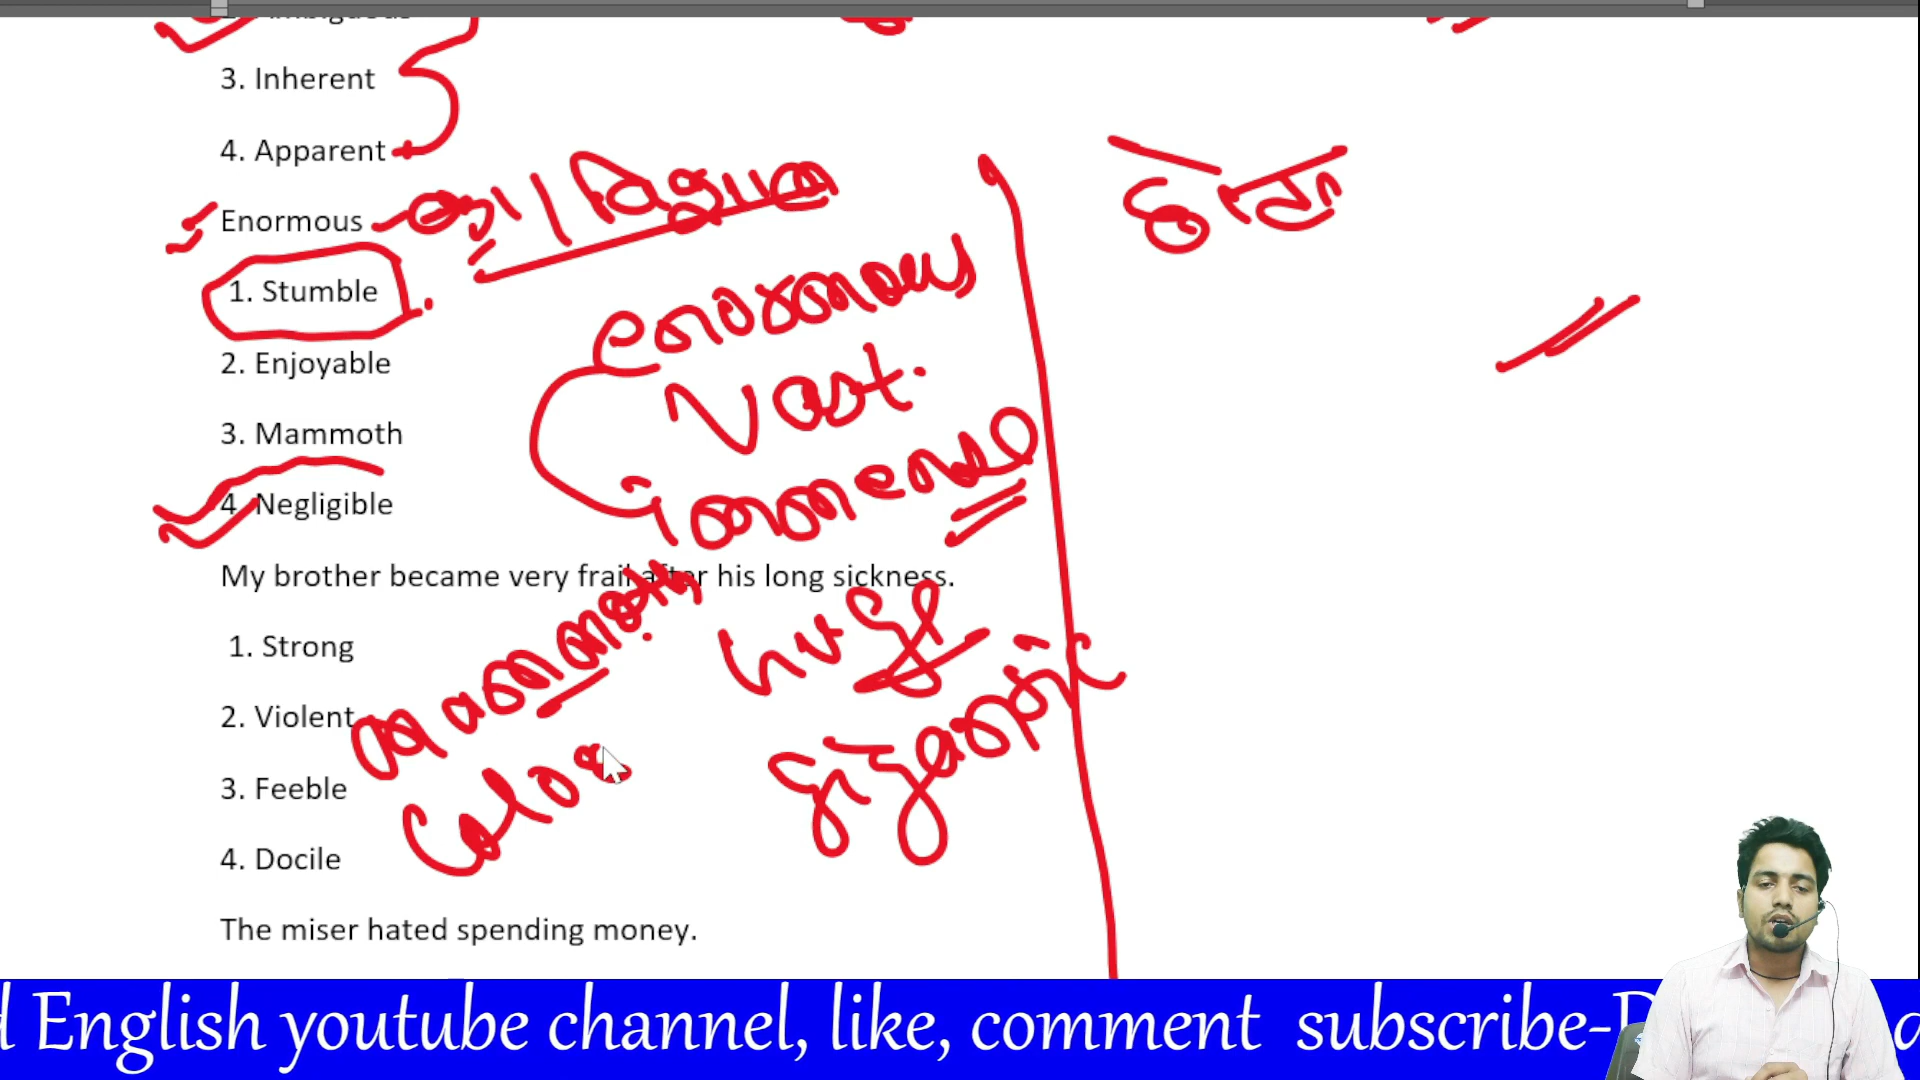 3. Inherent
4. Apparent
Enormous
1. Stumble
enormous
2. Enjoyable
vast.
3. Mammoth
immense
4. Negligible
My brother became very frail after his long sickness.
mammoth
huge
1. Strong
gigantic
2. Violent
3. Feeble
4. Docile
The miser hated spending money.
English youtube channel, like, comment subscribe-